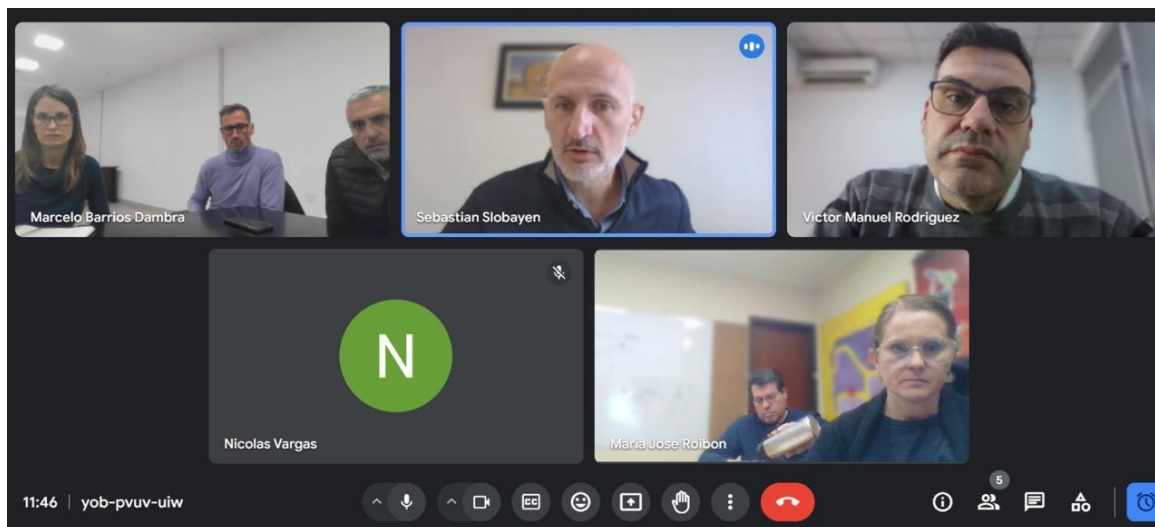 Marcelo Barrios Dambra
Sebastian Slobayen
Victor Manuel Rodriguez
N
Nicolas Vargas
Maria Jose Roibon
11:46 | yob-pvuv-uiw
CC
5